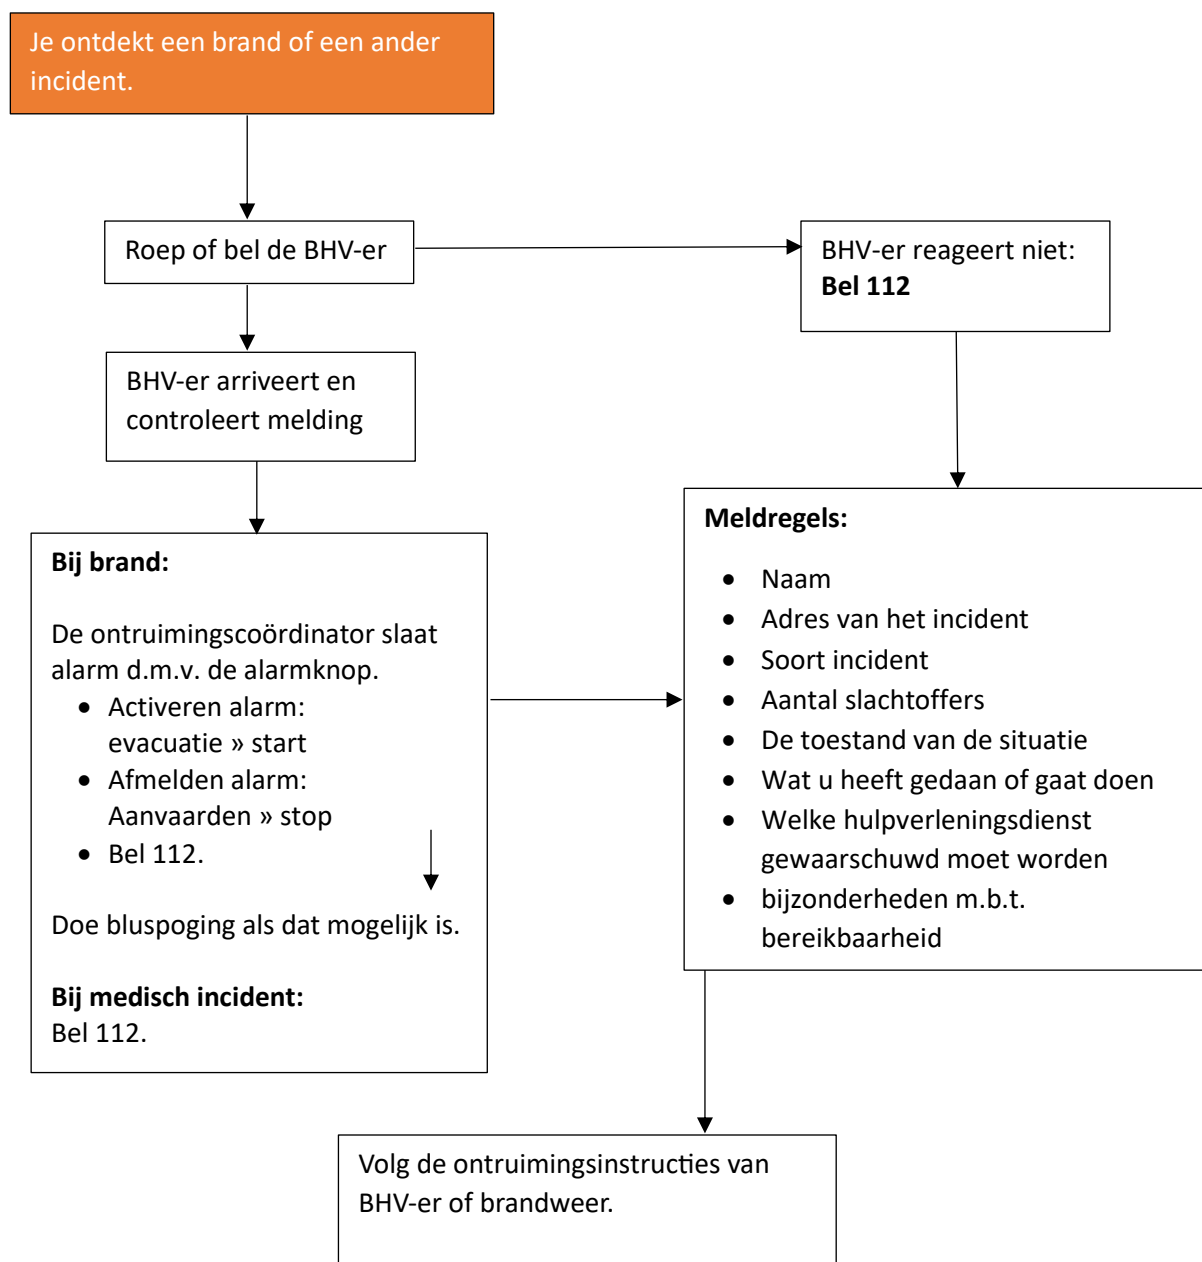 Je ontdekt een brand of een ander
incident.
Roep of bel de BHV-er
BHV-er reageert niet:
Bel 112
BHV-er arriveert en
controleert melding
Bij brand:
De ontruimingscoördinator slaat
alarm d.m.v. de alarmknop.
• Activeren alarm:
evacuatie » start
• Afmelden alarm:
Aanvaarden » stop
• Bel 112.
Doe bluspoging als dat mogelijk is.
Bij medisch incident:
Bel 112.
Meldregels:
• Naam
• Adres van het incident
• Soort incident
• Aantal slachtoffers
• De toestand van de situatie
• Wat u heeft gedaan of gaat doen
• Welke hulpverleningsdienst
gewaarschuwd moet worden
• bijzonderheden m.b.t.
bereikbaarheid
Volg de ontruimingsinstructies van
BHV-er of brandweer.